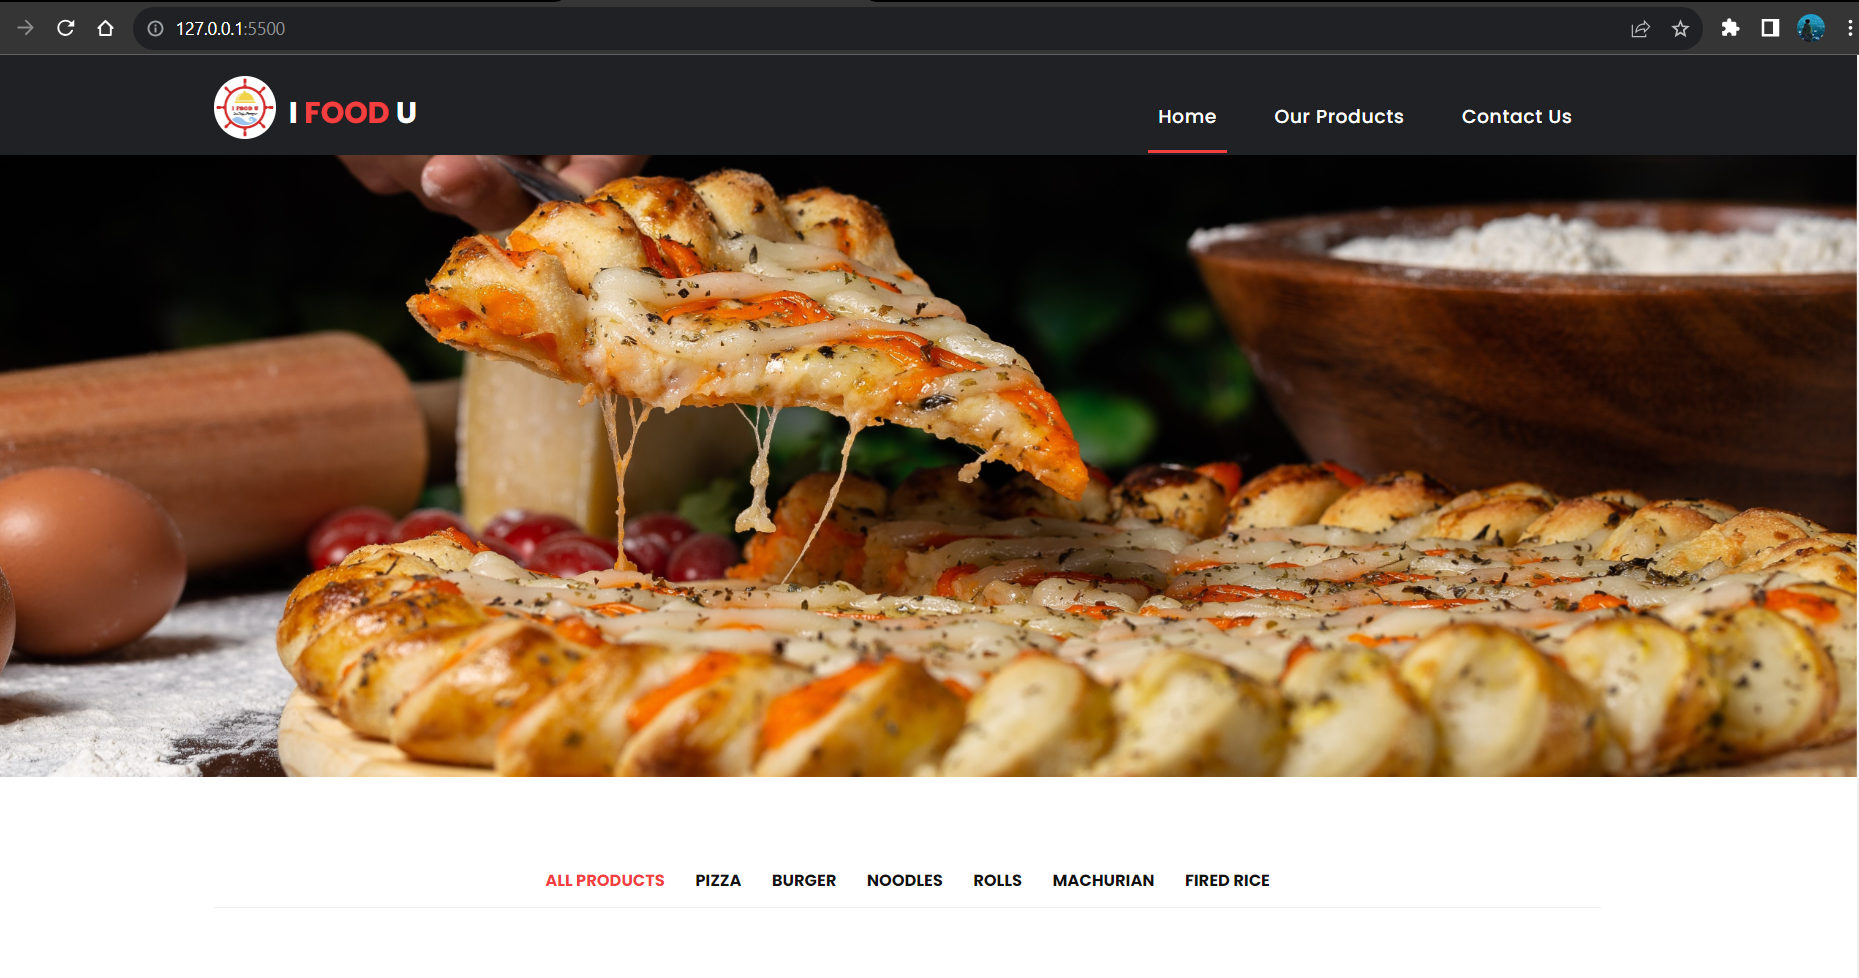 127.0.0.1:5500
I FOOD U
I FOOD U
Home
Our Products
Contact Us
ALL PRODUCTS
PIZZA
BURGER
NOODLES
ROLLS
MACHURIAN
FIRED RICE